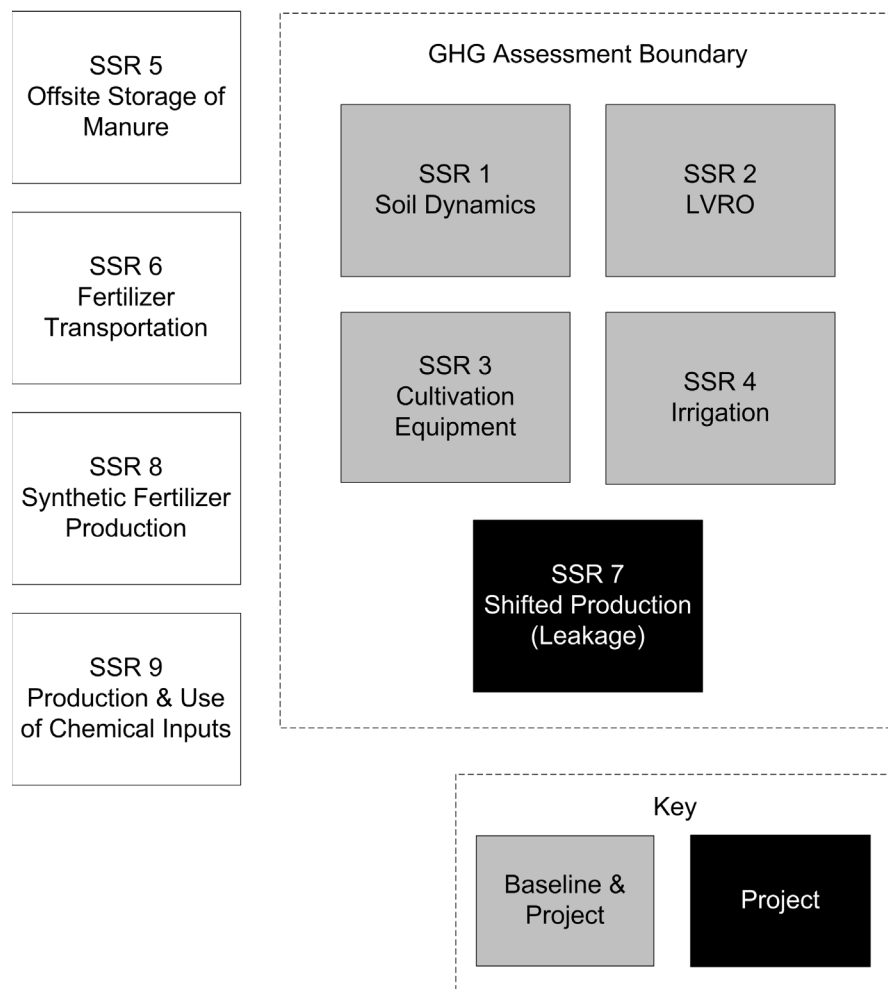 SSR 5
Offsite Storage of
Manure
SSR 6
Fertilizer
Transportation
SSR 8
Synthetic Fertilizer
Production
SSR 9
Production & Use
of Chemical Inputs
GHG Assessment Boundary
SSR 1
Soil Dynamics
SSR 2
LVRO
SSR 3
Cultivation
Equipment
SSR 4
Irrigation
SSR 7
Shifted Production
(Leakage)
Key
Baseline &
Project
Project